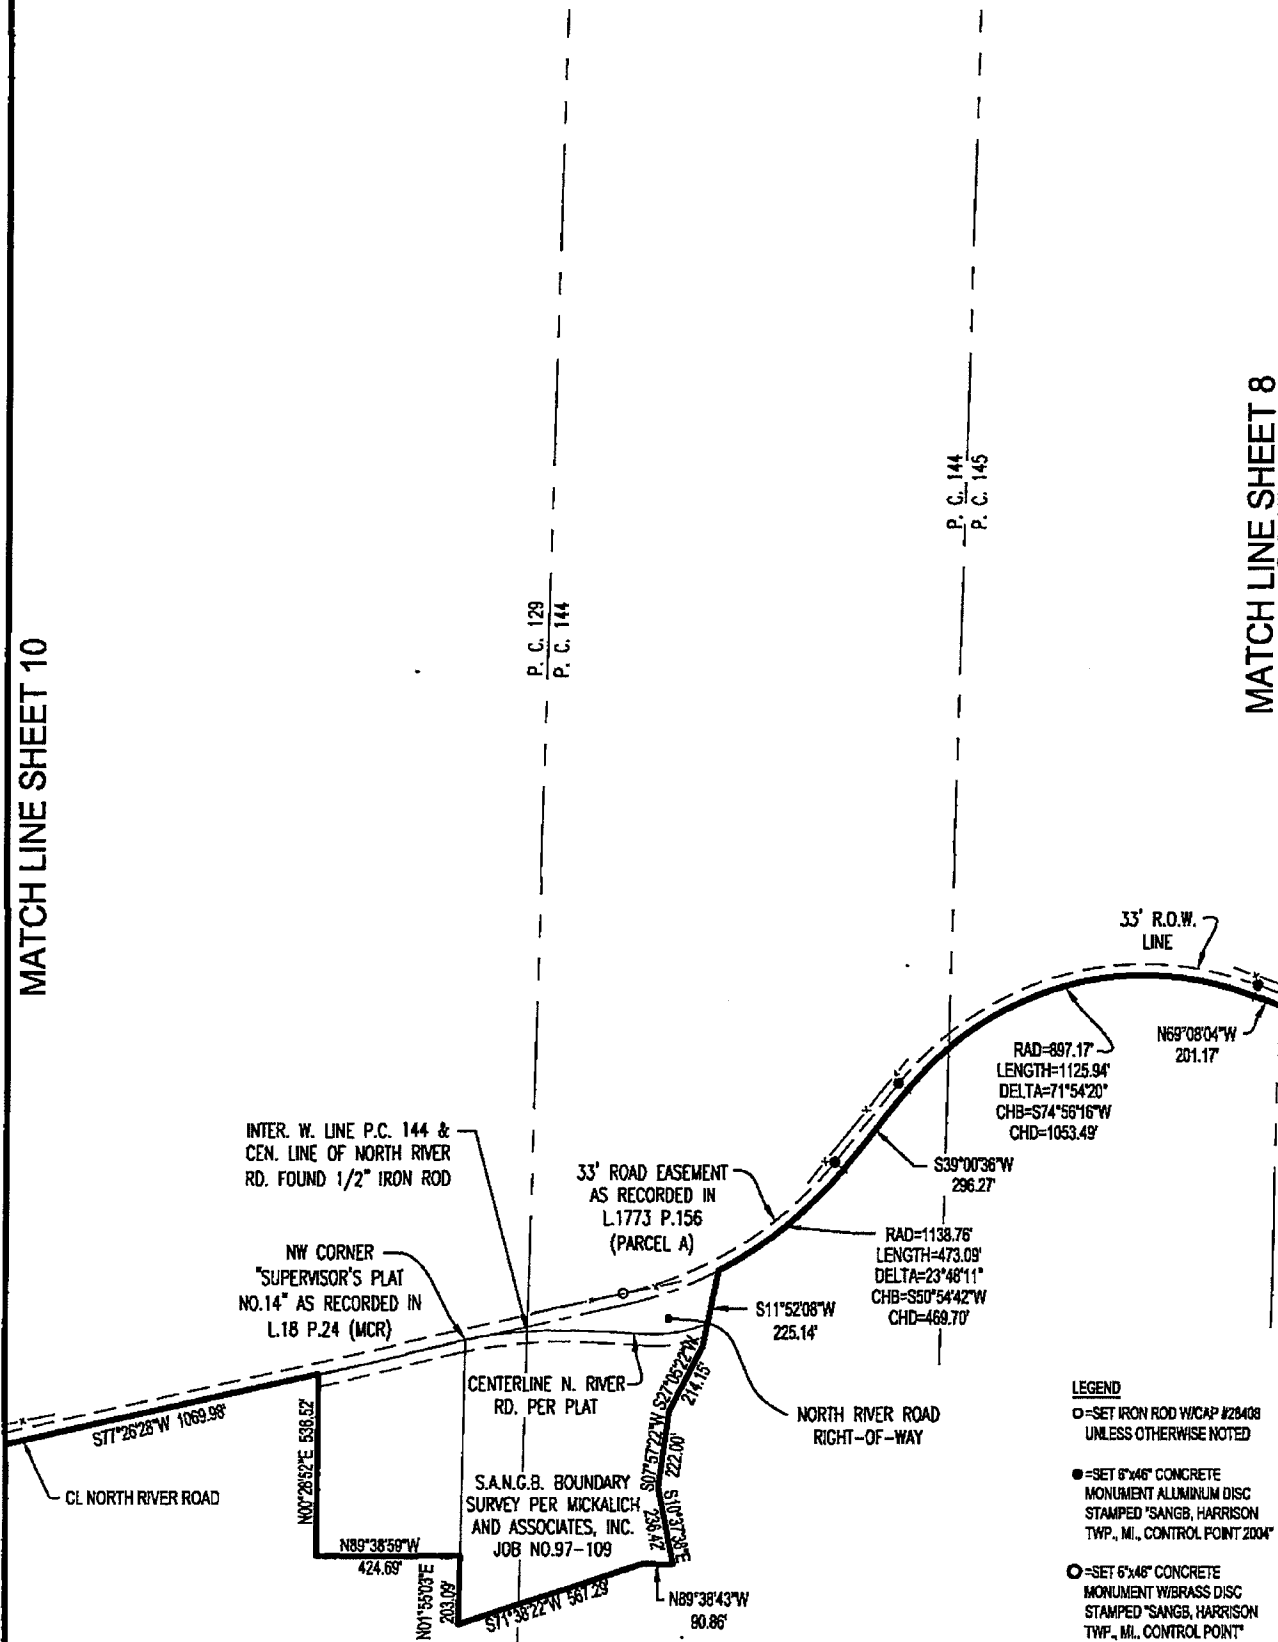 MATCH LINE SHEET 10
MATCH LINE SHEET 8
P. C. 144
P. C. 145
P. C. 129
P. C. 144
33' R.O.W.
LINE
N69°08'04"W
201.17'
RAD=897.17'
LENGTH=1125.94'
DELTA=71°54'20"
CHB=S74°56'16"W
CHD=1053.49'
INTER. W. LINE P.C. 144 &
CEN. LINE OF NORTH RIVER
RD. FOUND 1/2" IRON ROD
33' ROAD EASEMENT
AS RECORDED IN
L.1773 P.156
(PARCEL A)
S39°00'36"W
296.27'
NW CORNER
"SUPERVISOR'S PLAT
NO.14" AS RECORDED IN
L.18 P.24 (MCR)
RAD=1138.76'
LENGTH=473.09'
DELTA=23°48'11"
CHB=S50°54'42"W
CHD=469.70'
S11°52'08"W
225.14'
S27°05'22"W
214.15'
CENTERLINE N. RIVER
RD. PER PLAT
NORTH RIVER ROAD
RIGHT-OF-WAY
S77°26'28"W 1069.98'
CL NORTH RIVER ROAD
N00°28'52"E 536.52'
S07°57'22"W
222.00'
S.A.N.G.B. BOUNDARY
SURVEY PER MICKALICH
AND ASSOCIATES, INC.
JOB NO.97-109
S10°37'38"E
236.42'
N89°38'59"W
424.69'
N01°55'03"E
203.09'
S71°38'22"W 567.29'
N89°38'43"W
90.86'
LEGEND
O=SET IRON ROD W/CAP #28408
UNLESS OTHERWISE NOTED
●=SET 6"x46" CONCRETE
MONUMENT ALUMINUM DISC
STAMPED "SANGB, HARRISON
TWP., MI., CONTROL POINT 2004"
O=SET 6"x46" CONCRETE
MONUMENT W/BRASS DISC
STAMPED "SANGB, HARRISON
TWP., MI., CONTROL POINT"